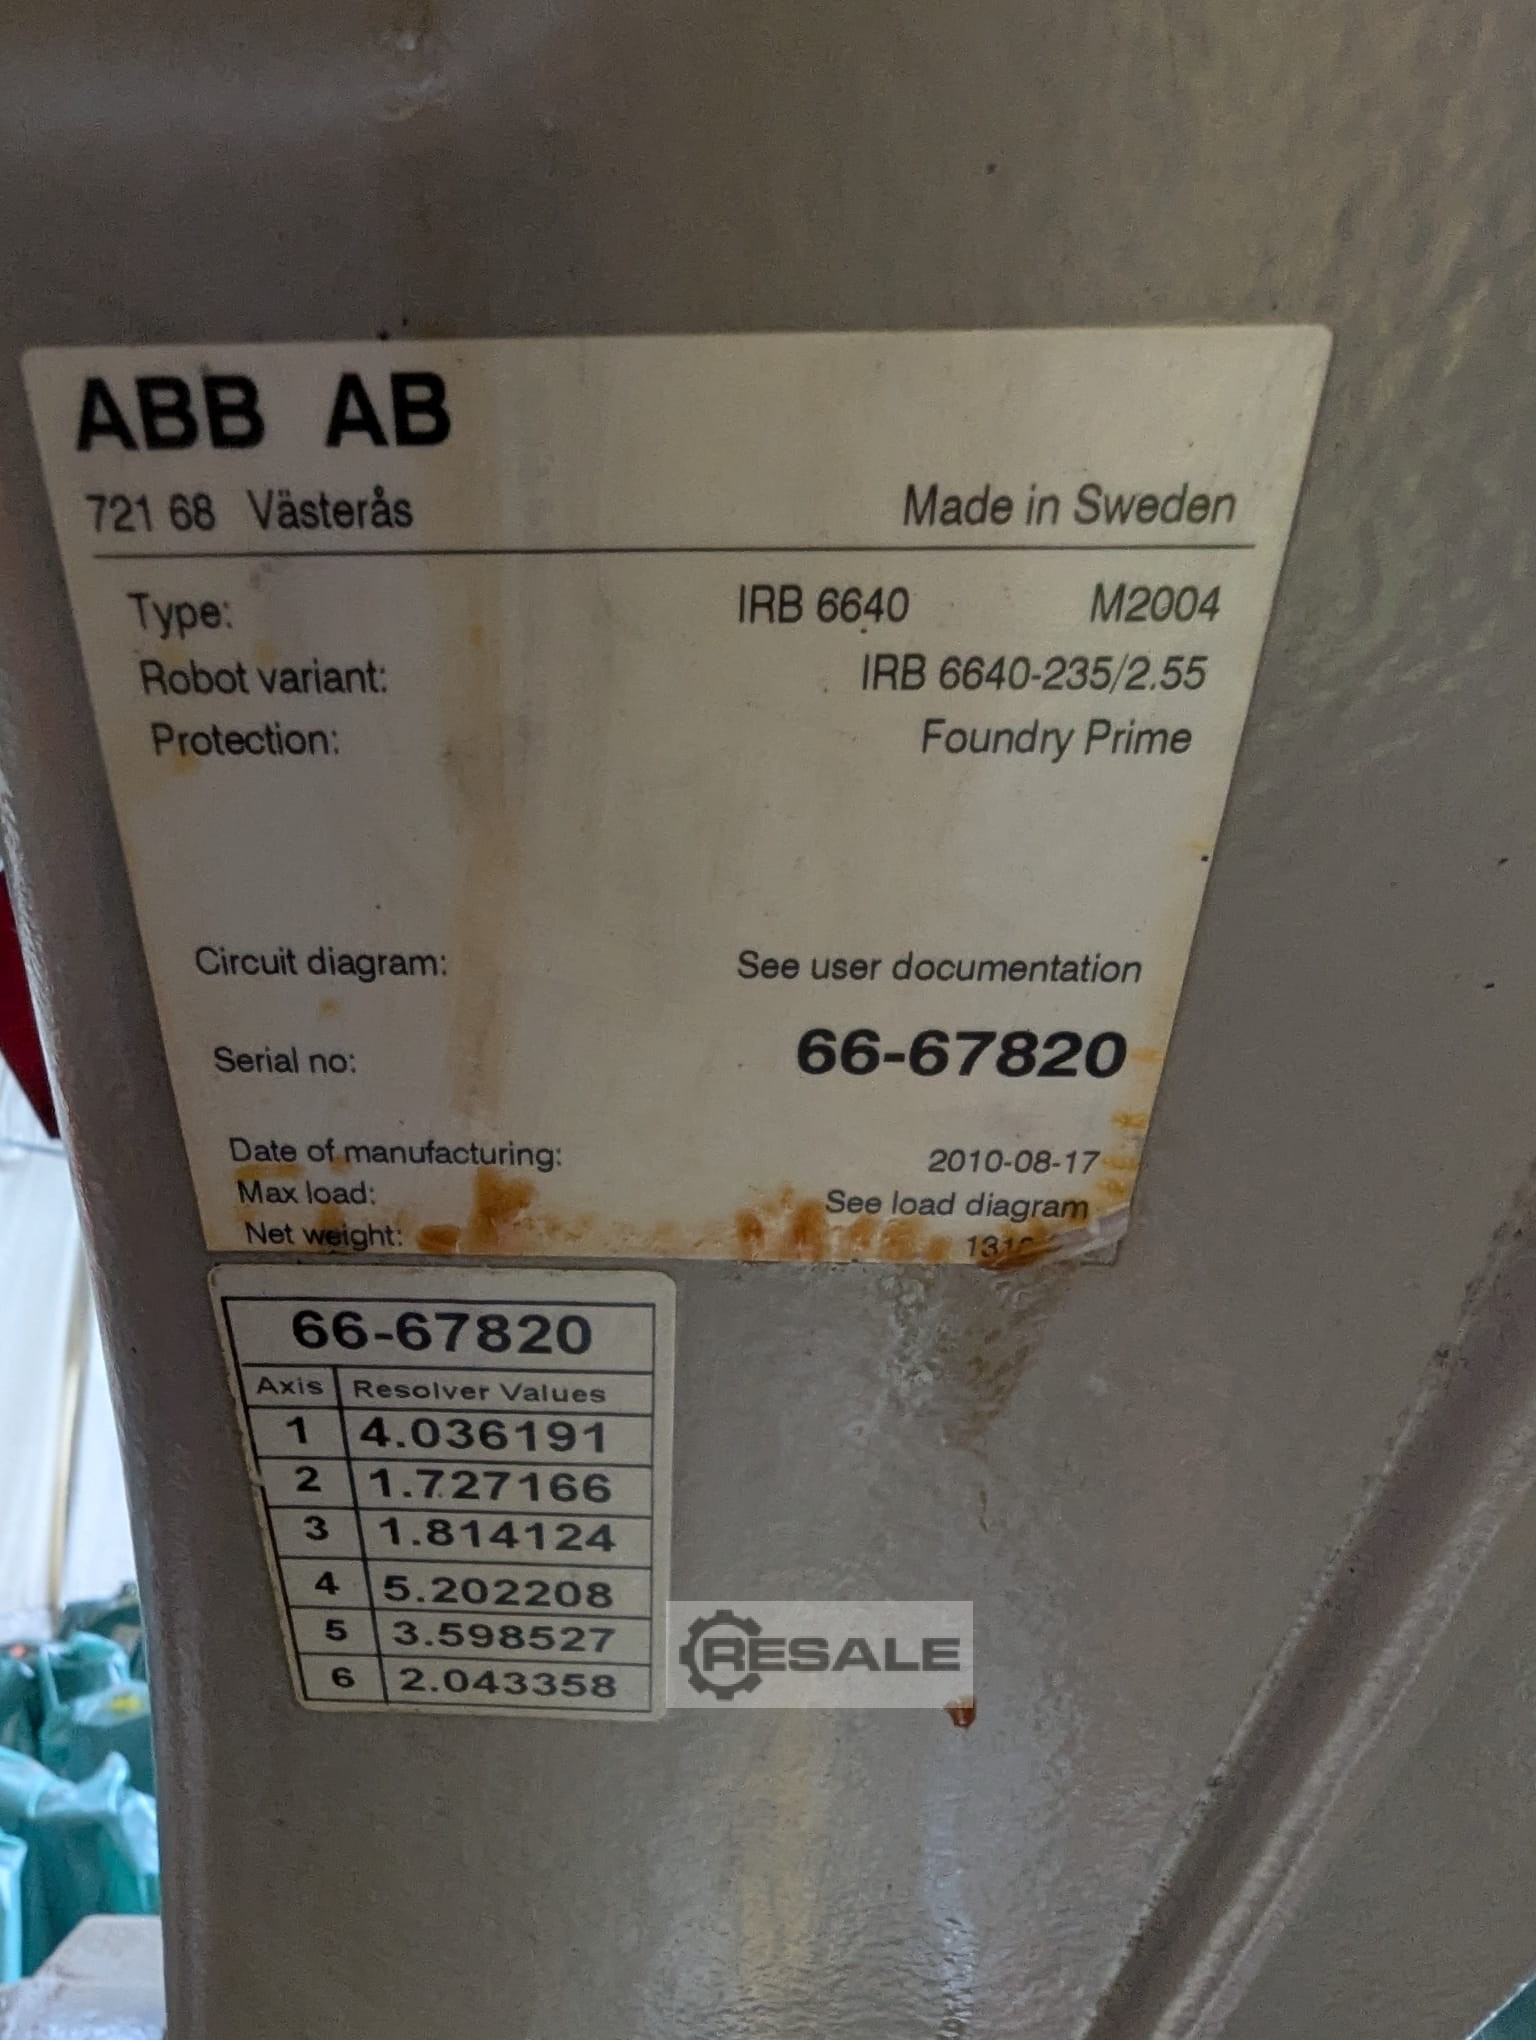 ABB AB
721 68 Västerås Made in Sweden
Type: IRB 6640 M2004
Robot variant: IRB 6640-235/2.55
Protection: Foundry Prime
Circuit diagram: See user documentation
Serial no: 66-67820
Date of manufacturing: 2010-08-17
Max load: See load diagram
Net weight:
66-67820
Axis Resolver Values
1 4.036191
2 1.727166
3 1.814124
4 5.202208
5 3.598527
6 2.043358
RESALE